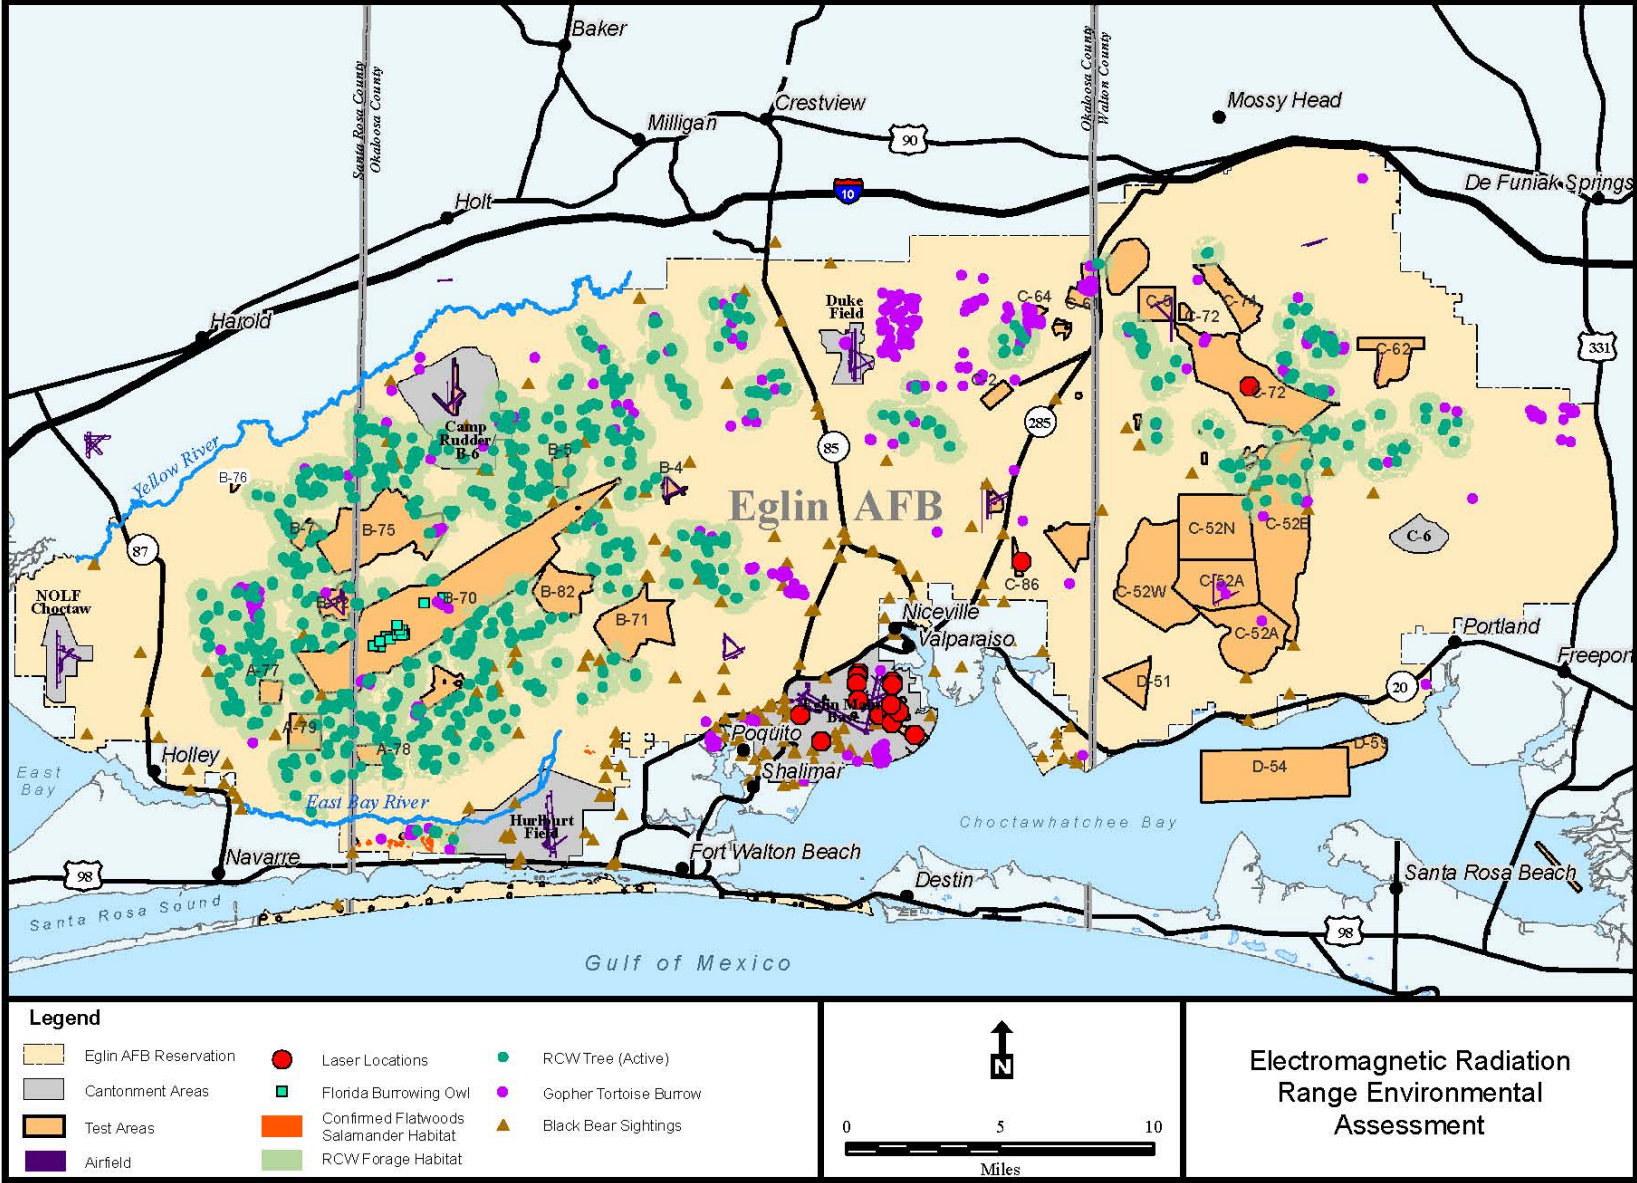 Baker
Santa Rosa County
Okaloosa County
Okaloosa County
Walton County
Crestview
Mossy Head
Milligan
90
De Funiak Springs
10
Holt
Duke
Field
C-64
C-5
C-74
C-72
Harold
331
C-62
C-2
C-72
Camp
Rudder/
B-6
285
85
Yellow River
B-76
B-5
B-4
Eglin AFB
B-7
B-75
C-52N
C-52E
C-6
87
C-86
C-52A
C-52W
NOLF
Choctaw
B-70
B-82
B-71
Niceville
Valparaiso
C-52A
Portland
Freeport
A-77
D-51
20
Eglin Main
Base
A-79
A-78
Poquito
Holley
Shalimar
D-59
D-54
East
Bay
East Bay River
Hurlburt
Field
Choctawhatchee Bay
Navarre
Fort Walton Beach
98
Destin
Santa Rosa Beach
Santa Rosa Sound
98
Gulf of Mexico
Legend
Eglin AFB Reservation
Cantonment Areas
Test Areas
Airfield
Laser Locations
Florida Burrowing Owl
Confirmed Flatwoods
Salamander Habitat
RCW Forage Habitat
RCW Tree (Active)
Gopher Tortoise Burrow
Black Bear Sightings
N
0 5 10
Miles
Electromagnetic Radiation
Range Environmental
Assessment